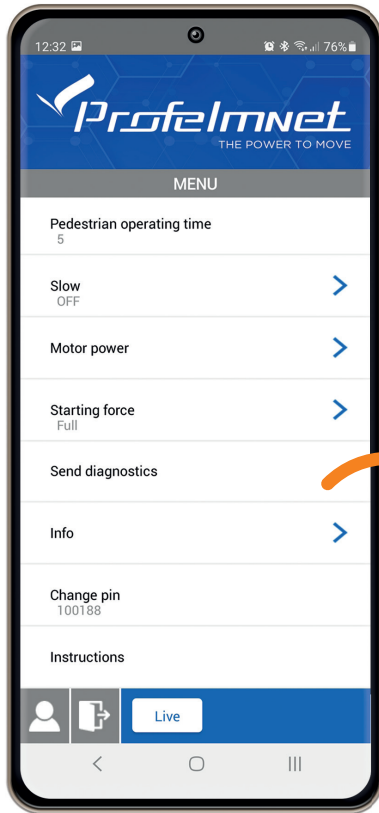 12:32 76%
Profelmnet
THE POWER TO MOVE
MENU
Pedestrian operating time
5
Slow
OFF
Motor power
Starting force
Full
Send diagnostics
Info
Change pin
100188
Instructions
Live